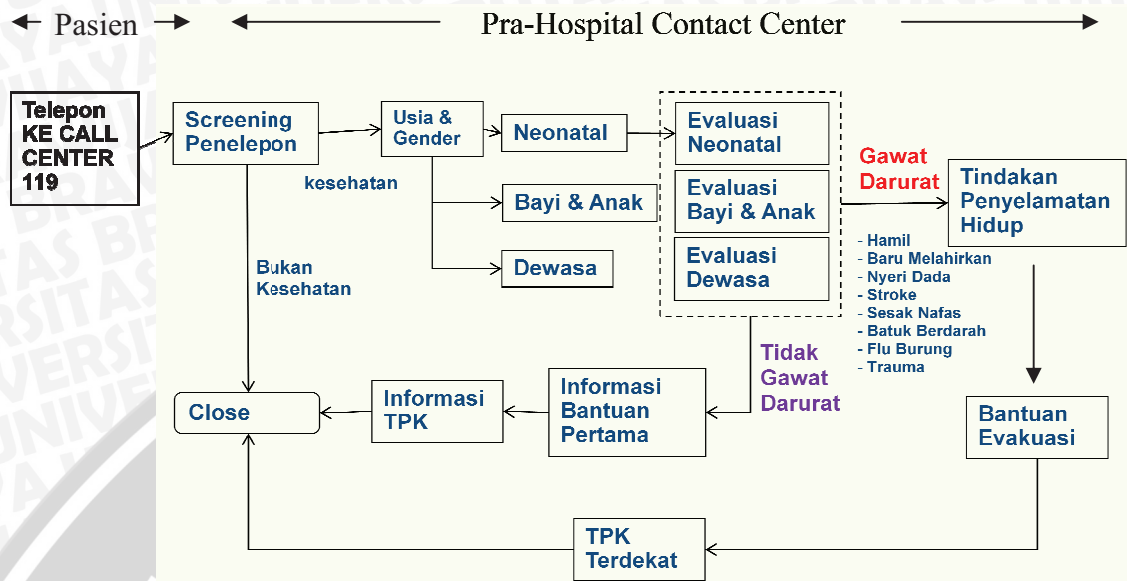 Pasien
Pra-Hospital Contact Center
Telepon
KE CALL
CENTER
119
Screening
Penelepon
kesehatan
Bukan
Kesehatan
Usia &
Gender
Neonatal
Bayi & Anak
Dewasa
Evaluasi
Neonatal
Evaluasi
Bayi & Anak
Evaluasi
Dewasa
Gawat
Darurat
- Hamil
- Baru Melahirkan
- Nyeri Dada
- Stroke
- Sesak Nafas
- Batuk Berdarah
- Flu Burung
- Trauma
Tindakan
Penyelamatan
Hidup
Tidak
Gawat
Darurat
Close
Informasi
TPK
Informasi
Bantuan
Pertama
Bantuan
Evakuasi
TPK
Terdekat